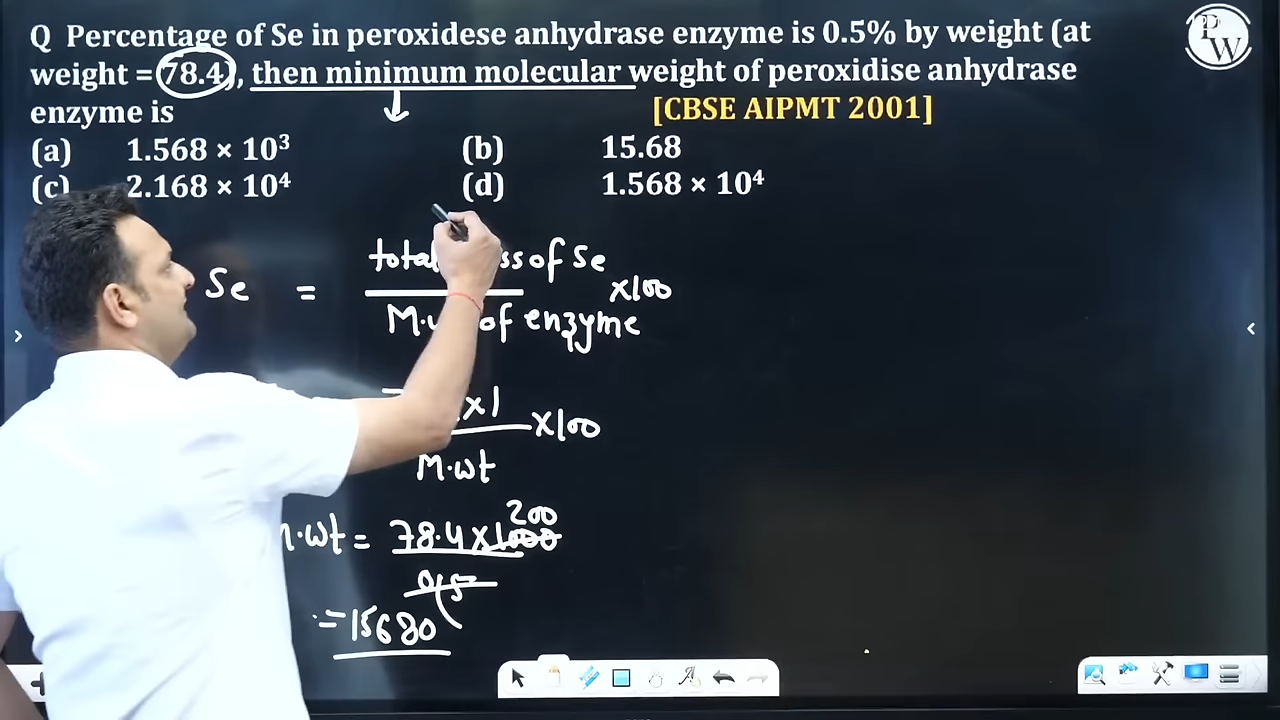 Q Percentage of Se in peroxidese anhydrase enzyme is 0.5% by weight (at
weight = 78.4), then minimum molecular weight of peroxidise anhydrase
enzyme is [CBSE AIPMT 2001]
(a) 1.568 × 10³ (b) 15.68
(c) 2.168 × 10⁴ (d) 1.568 × 10⁴
PW
Se = of Se
×100
of enzyme
×1
×100
M.wt
200
M.wt = 78.4×1000
0.5
=15680